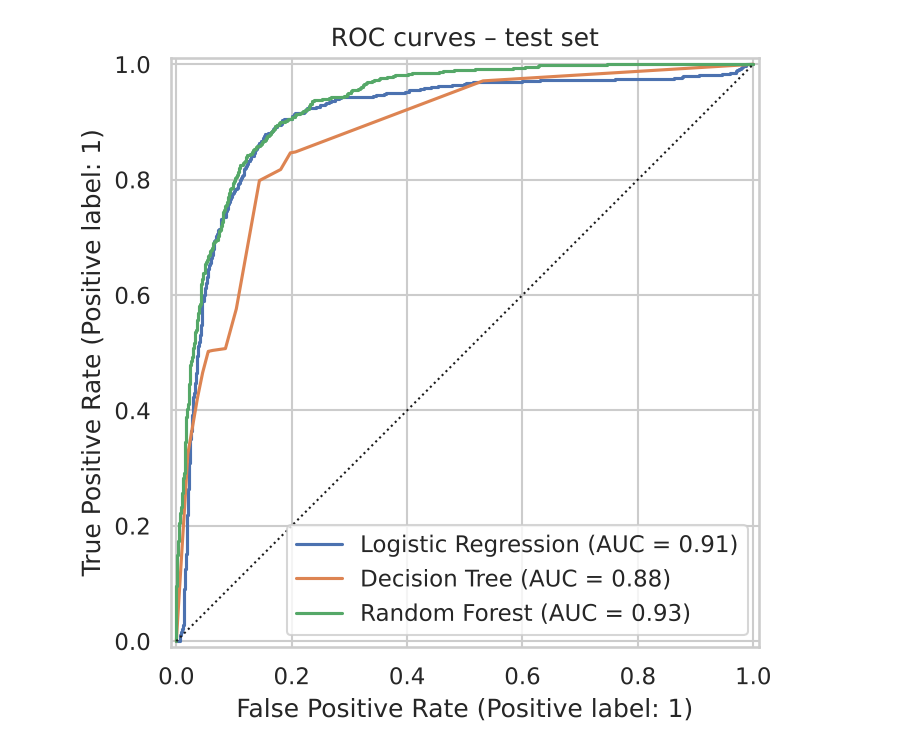 ROC curves – test set
1.0
0.8
0.6
0.4
0.2
0.0
True Positive Rate (Positive label: 1)
Logistic Regression (AUC = 0.91)
Decision Tree (AUC = 0.88)
Random Forest (AUC = 0.93)
0.0 0.2 0.4 0.6 0.8 1.0
False Positive Rate (Positive label: 1)